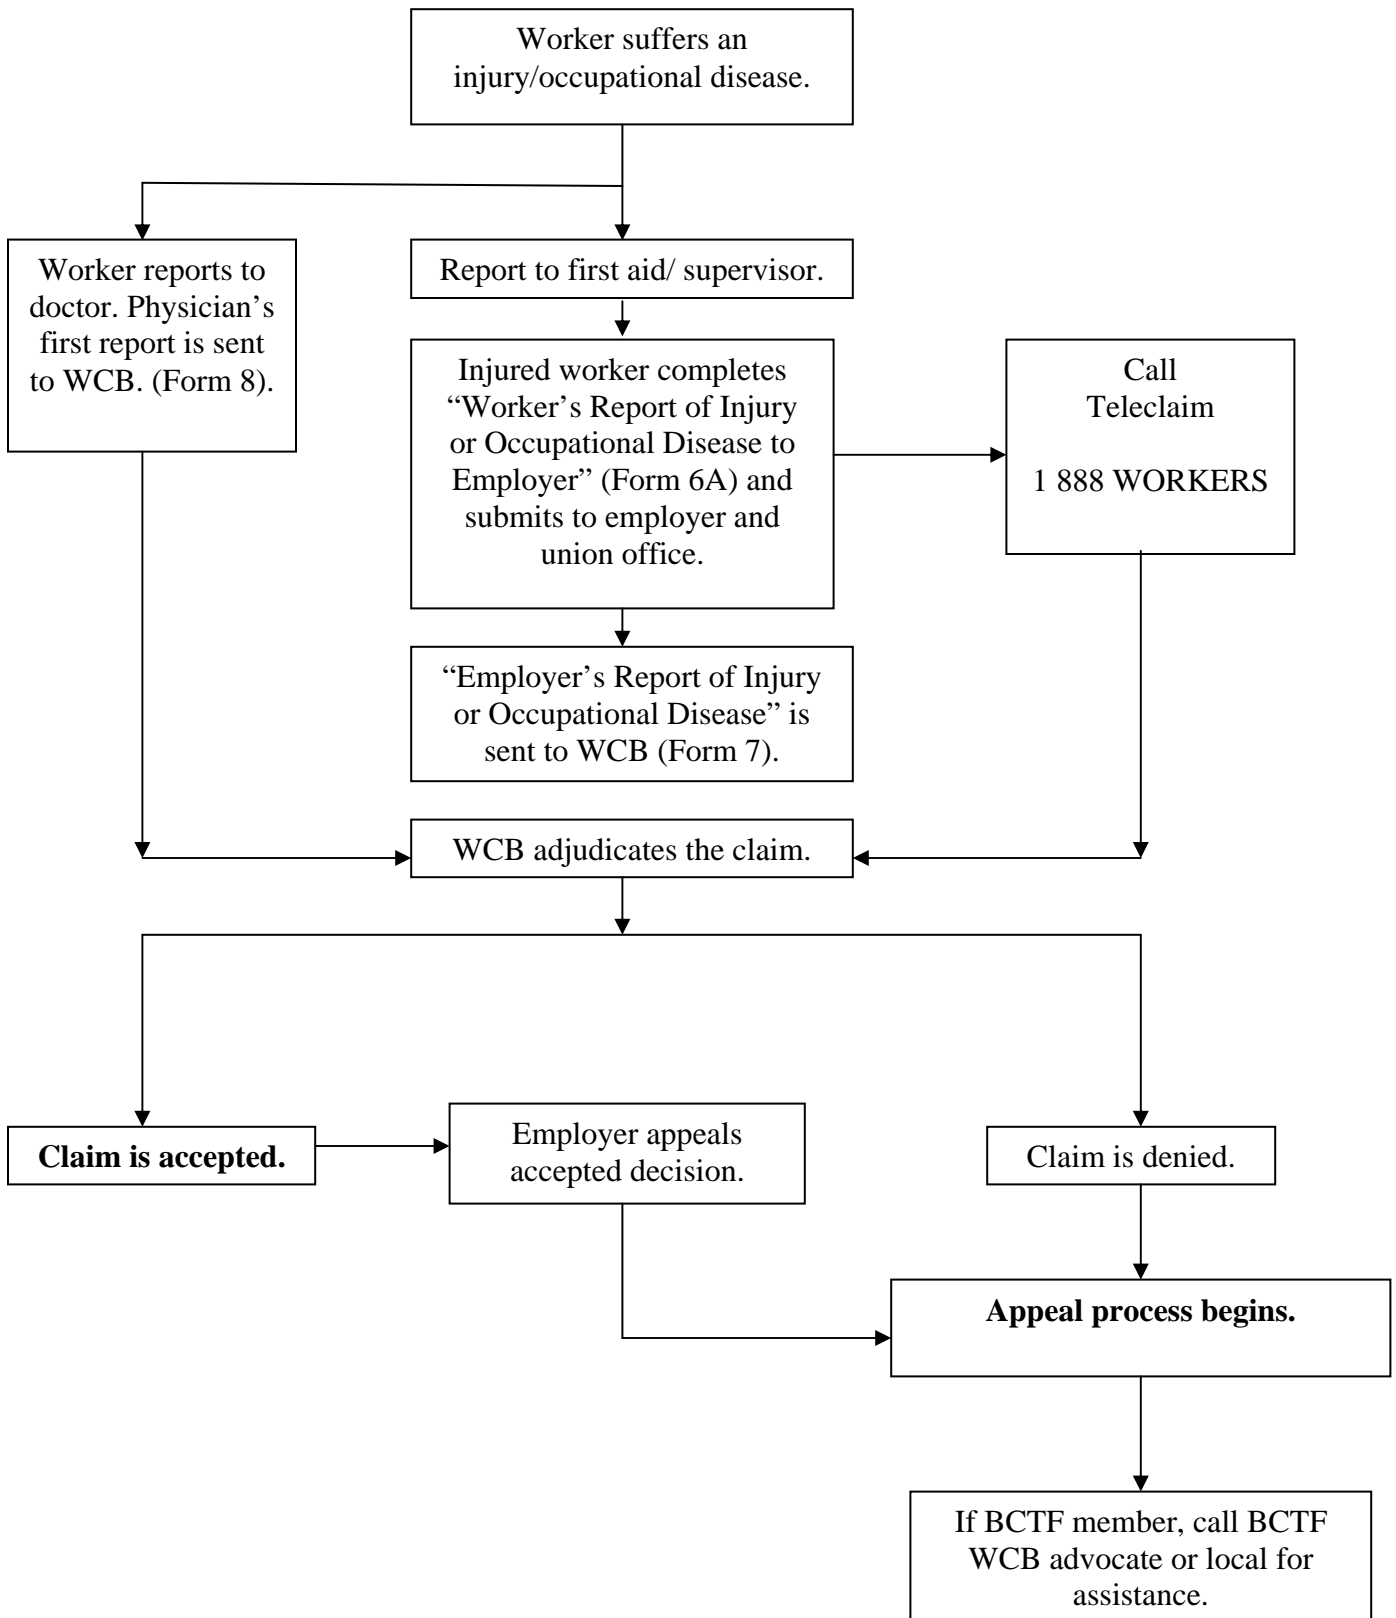 Worker suffers an
injury/occupational disease.
Worker reports to
doctor. Physician’s
first report is sent
to WCB. (Form 8).
Report to first aid/ supervisor.
Injured worker completes
“Worker’s Report of Injury
or Occupational Disease to
Employer” (Form 6A) and
submits to employer and
union office.
Call
Teleclaim
1 888 WORKERS
“Employer’s Report of Injury
or Occupational Disease” is
sent to WCB (Form 7).
WCB adjudicates the claim.
Claim is accepted.
Employer appeals
accepted decision.
Claim is denied.
Appeal process begins.
If BCTF member, call BCTF
WCB advocate or local for
assistance.